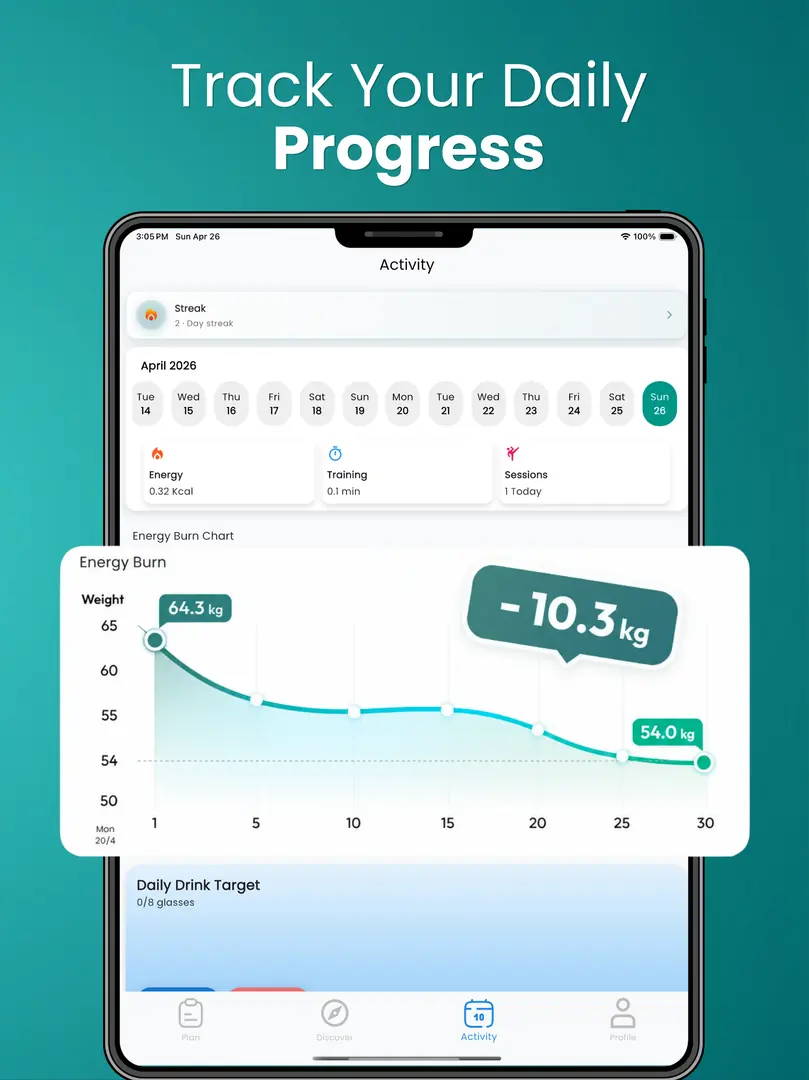 Track Your Daily
Progress
3:05 PM Sun Apr 26
100%
Activity
Streak
2 · Day streak
April 2026
Tue Wed Thu Fri Sat Sun Mon Tue Wed Thu Fri Sat Sun
14 15 16 17 18 19 20 21 22 23 24 25 26
Energy Training Sessions
0.32 Kcal 0.1 min 1 Today
Energy Burn Chart
Energy Burn
Weight
64.3 kg
- 10.3 kg
65
60
55
54.0 kg
54
50
1 5 10 15 20 25 30
Mon
20/4
Daily Drink Target
0/8 glasses
10
Plan Discover Activity Profile